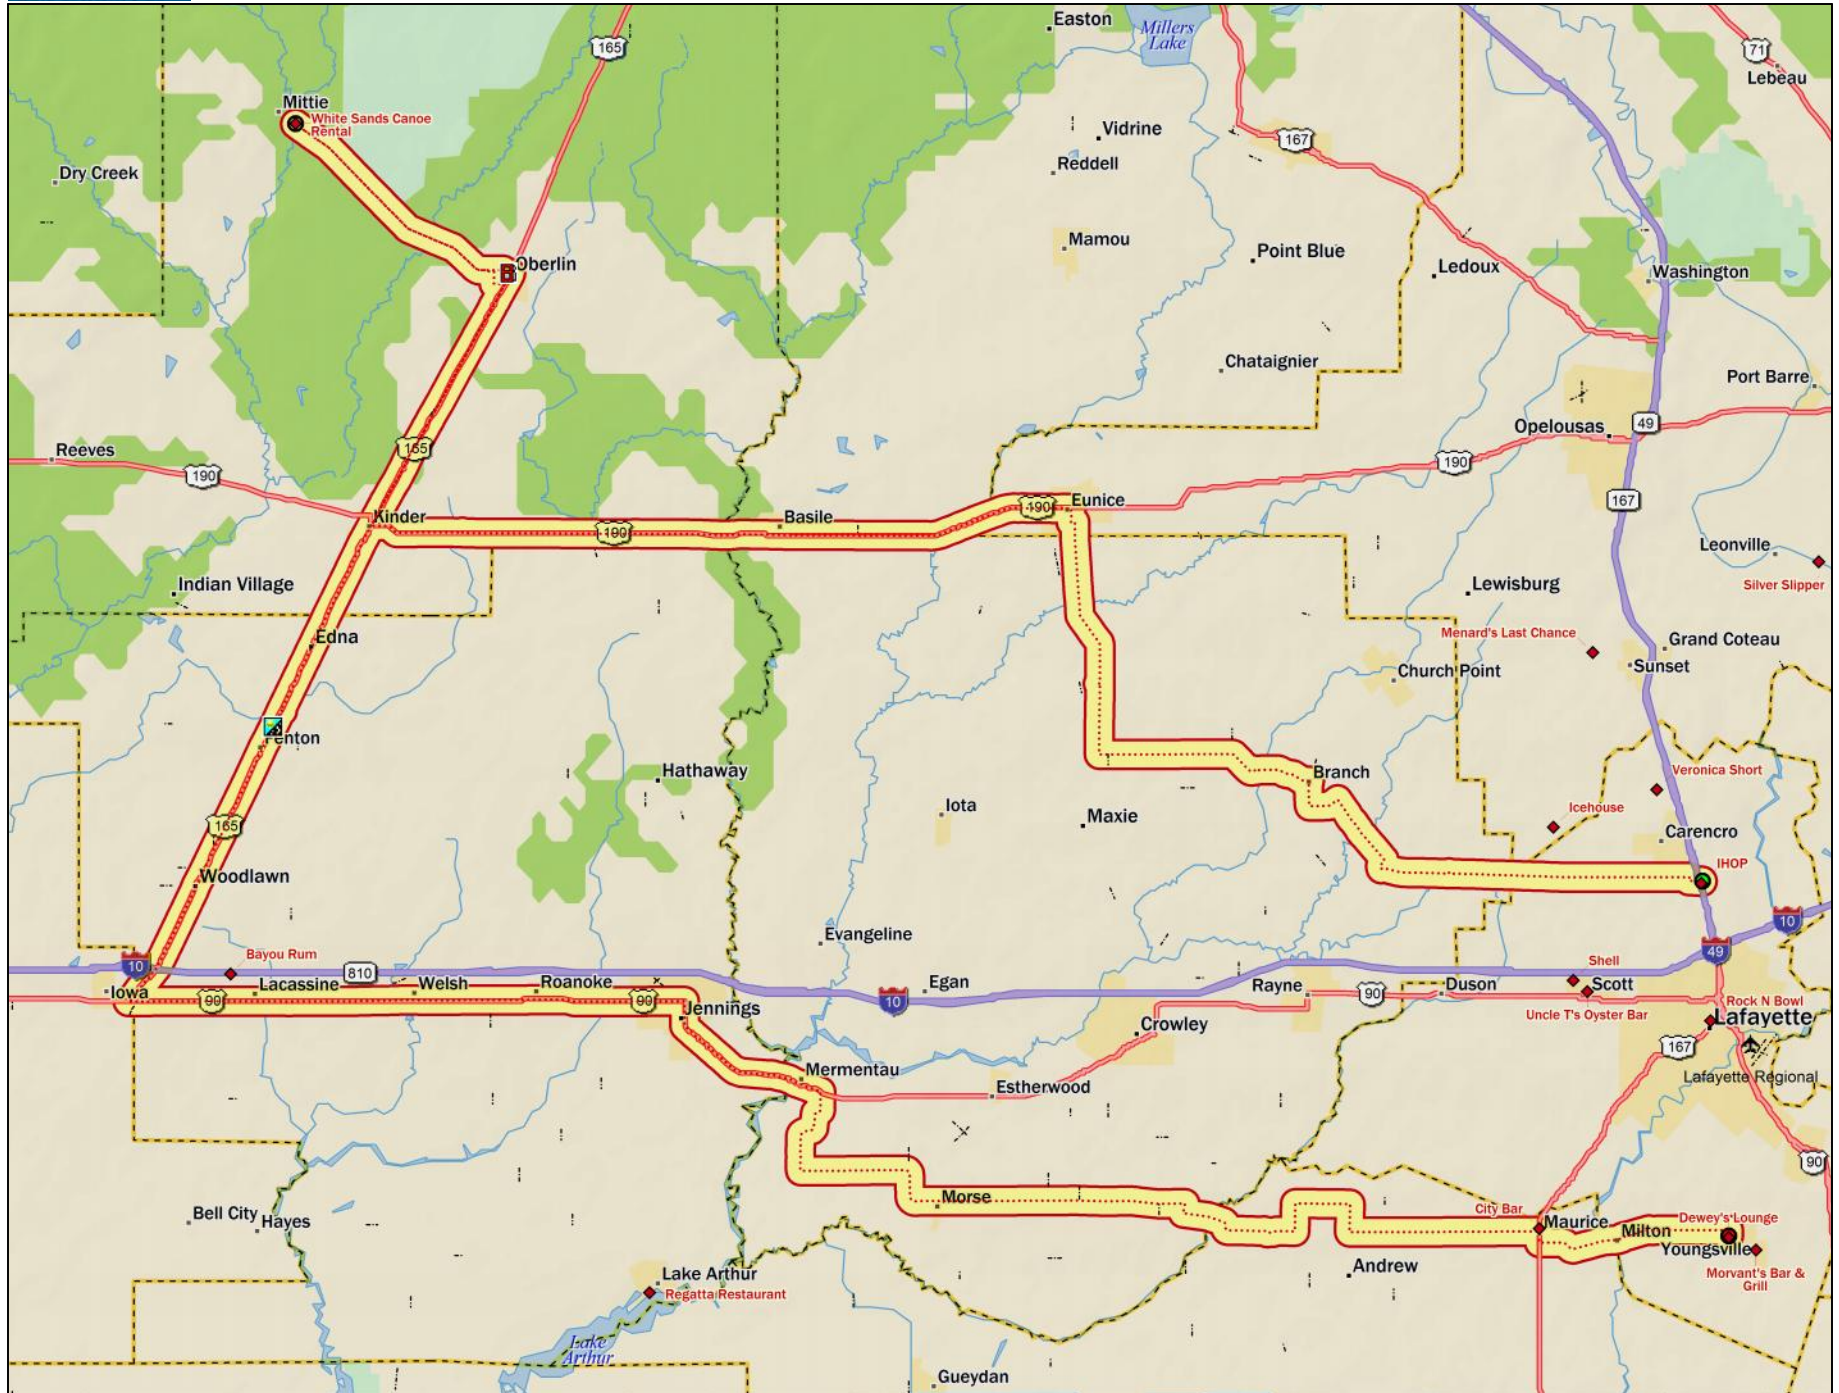 Easton
Millers
Lake
165
71
Lebeau
Mittie
White Sands Canoe
Rental
Vidrine
167
Reddell
Dry Creek
Mamou
Point Blue
Ledoux
Oberlin
B
Washington
Chataignier
Port Barre
Opelousas
49
Reeves
165
190
190
Kinder
Basile
190
Eunice
190
167
Leonville
Indian Village
Lewisburg
Silver Slipper
Edna
Menard's Last Chance
Grand Coteau
Sunset
Church Point
Fenton
Hathaway
Branch
Veronica Short
Iota
Maxie
Icehouse
165
Carencro
IHOP
Woodlawn
10
Evangeline
49
Bayou Rum
10
810
Shell
Iowa
Lacassine
Welsh
Roanoke
Egan
Rayne
Duson
Scott
90
90
10
90
Jennings
Rock N Bowl
Uncle T's Oyster Bar
Lafayette
Crowley
167
Mermentau
Lafayette Regional
Estherwood
90
Morse
Bell City
Hayes
City Bar
Maurice
Dewey's Lounge
Milton
Youngsville
Andrew
Morvant's Bar &
Grill
Lake Arthur
Regatta Restaurant
Lake
Arthur
Gueydan